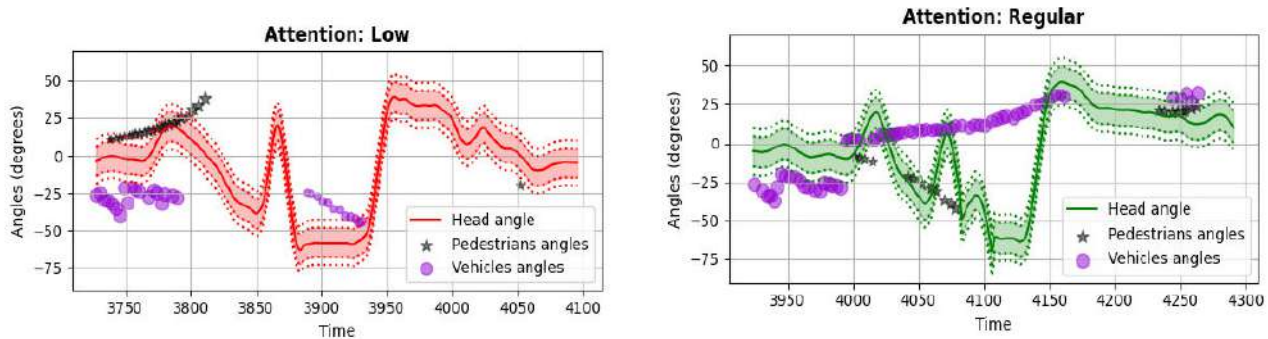 Attention: Low
Angles (degrees)
50
25
0
−25
−50
−75
Head angle
Pedestrians angles
Vehicles angles
3750 3800 3850 3900 3950 4000 4050 4100
Time
Attention: Regular
Angles (degrees)
50
25
0
−25
−50
−75
Head angle
Pedestrians angles
Vehicles angles
3950 4000 4050 4100 4150 4200 4250 4300
Time